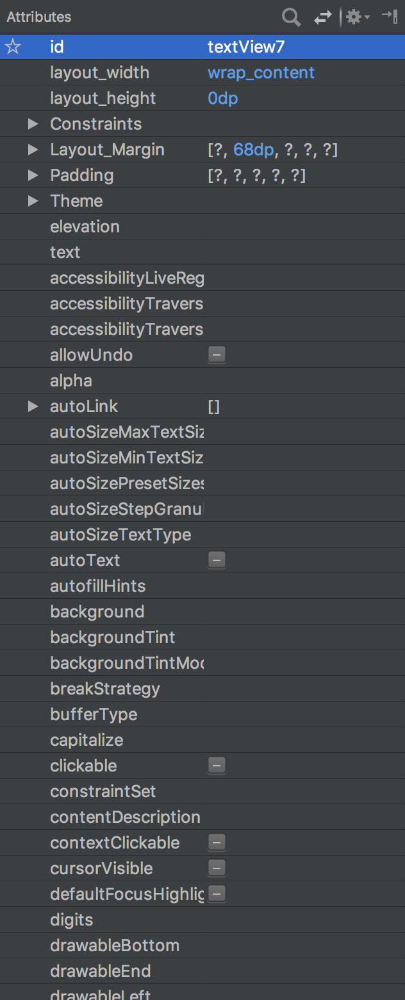 Attributes
id textView7
layout_width wrap_content
layout_height 0dp
Constraints
Layout_Margin [?, 68dp, ?, ?, ?]
Padding [?, ?, ?, ?, ?]
Theme
elevation
text
accessibilityLiveReg
accessibilityTravers
accessibilityTravers
allowUndo
alpha
autoLink []
autoSizeMaxTextSiz
autoSizeMinTextSiz
autoSizePresetSizes
autoSizeStepGranul
autoSizeTextType
autoText
autofillHints
background
backgroundTint
backgroundTintMod
breakStrategy
bufferType
capitalize
clickable
constraintSet
contentDescription
contextClickable
cursorVisible
defaultFocusHighlig
digits
drawableBottom
drawableEnd
drawableLeft